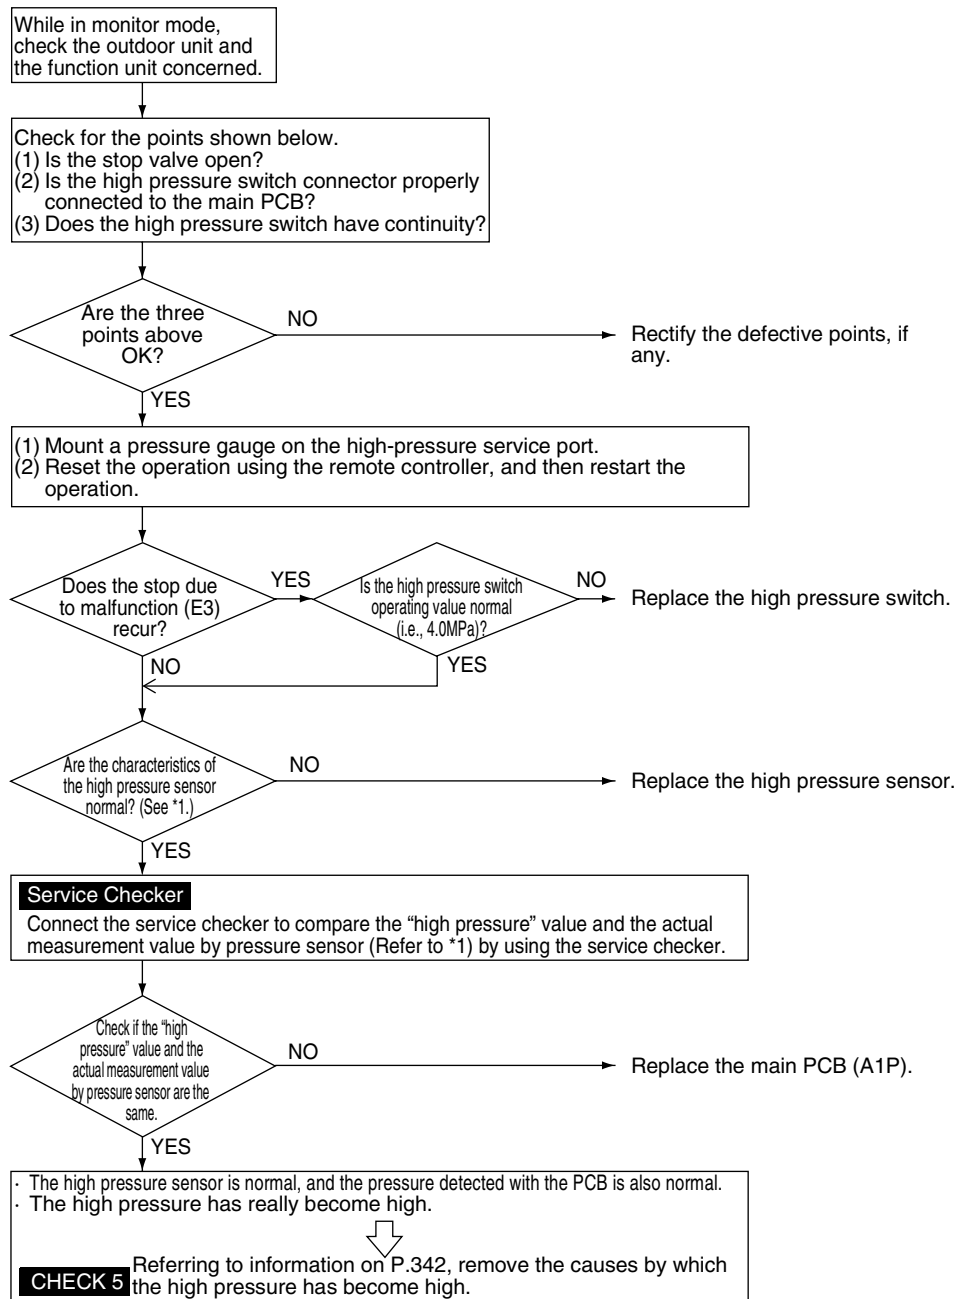 While in monitor mode,
check the outdoor unit and
the function unit concerned.
Check for the points shown below.
(1) Is the stop valve open?
(2) Is the high pressure switch connector properly
connected to the main PCB?
(3) Does the high pressure switch have continuity?
Are the three
points above
OK?
NO
Rectify the defective points, if
any.
YES
(1) Mount a pressure gauge on the high-pressure service port.
(2) Reset the operation using the remote controller, and then restart the
operation.
Does the stop due
to malfunction (E3)
recur?
YES
Is the high pressure switch
operating value normal
(i.e., 4.0MPa)?
NO
Replace the high pressure switch.
NO
YES
Are the characteristics of
the high pressure sensor
normal? (See *1.)
NO
Replace the high pressure sensor.
YES
Service Checker
Connect the service checker to compare the “high pressure” value and the actual
measurement value by pressure sensor (Refer to *1) by using the service checker.
Check if the “high
pressure” value and the
actual measurement value
by pressure sensor are the
same.
NO
Replace the main PCB (A1P).
YES
· The high pressure sensor is normal, and the pressure detected with the PCB is also normal.
· The high pressure has really become high.
CHECK 5 Referring to information on P.342, remove the causes by which
the high pressure has become high.